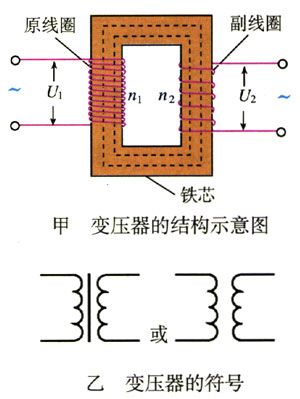 原线圈
副线圈
~ U₁ n₁ n₂ U₂ ~
铁芯
甲 变压器的结构示意图
或
乙 变压器的符号